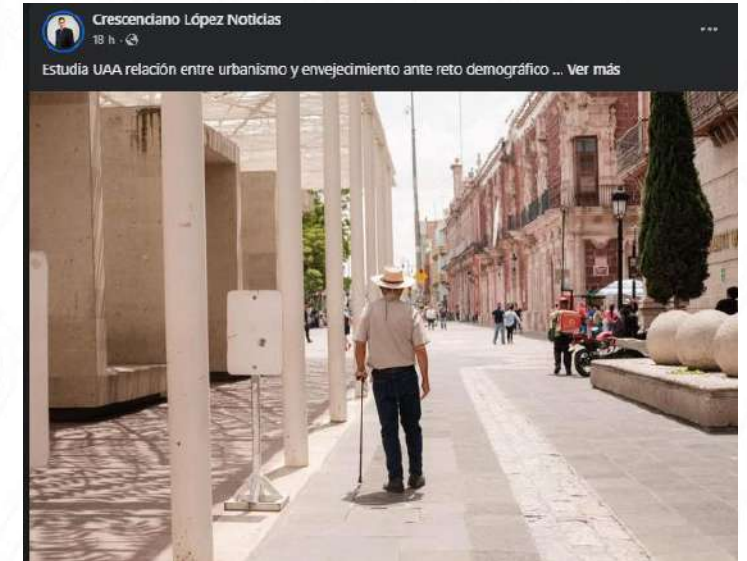 Crescenciano López Noticias
18 h ·
Estudia UAA relación entre urbanismo y envejecimiento ante reto demográfico ... Ver más